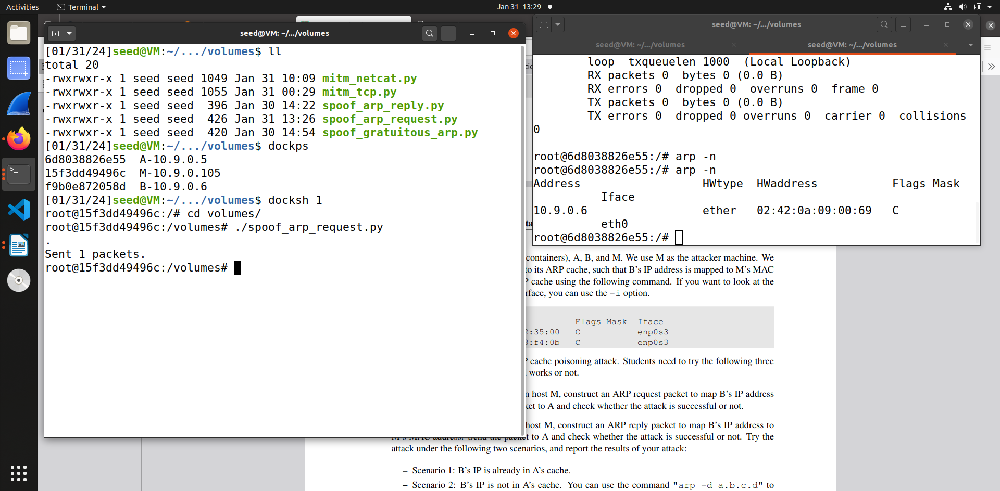 Activities
Terminal
Jan 31 13:29
seed@VM: ~/.../volumes
[01/31/24]seed@VM:~/.../volumes$ ll
total 20
-rwxrwxr-x 1 seed seed 1049 Jan 31 10:09 mitm_netcat.py
-rwxrwxr-x 1 seed seed 1055 Jan 31 00:29 mitm_tcp.py
-rwxrwxr-x 1 seed seed  396 Jan 30 14:22 spoof_arp_reply.py
-rwxrwxr-x 1 seed seed  426 Jan 31 13:26 spoof_arp_request.py
-rwxrwxr-x 1 seed seed  420 Jan 30 14:54 spoof_gratuitous_arp.py
[01/31/24]seed@VM:~/.../volumes$ dockps
6d8038826e55  A-10.9.0.5
15f3dd49496c  M-10.9.0.105
f9b0e872058d  B-10.9.0.6
[01/31/24]seed@VM:~/.../volumes$ docksh 1
root@15f3dd49496c:/# cd volumes/
root@15f3dd49496c:/volumes# ./spoof_arp_request.py
.
Sent 1 packets.
root@15f3dd49496c:/volumes#
seed@VM: ~/.../volumes
seed@VM: ~/.../volumes
seed@VM: ~/.../volumes
loop  txqueuelen 1000  (Local Loopback)
RX packets 0  bytes 0 (0.0 B)
RX errors 0  dropped 0  overruns 0  frame 0
TX packets 0  bytes 0 (0.0 B)
TX errors 0  dropped 0 overruns 0  carrier 0  collisions
0
root@6d8038826e55:/# arp -n
root@6d8038826e55:/# arp -n
Address                  HWtype  HWaddress           Flags Mask
Iface
10.9.0.6                 ether   02:42:0a:09:00:69   C
eth0
root@6d8038826e55:/#
containers), A, B, and M. We use M as the attacker machine. We
to its ARP cache, such that B’s IP address is mapped to M’s MAC
P cache using the following command. If you want to look at the
rface, you can use the -i option.
Flags Mask  Iface
2:35:00   C           enp0s3
3:f4:0b   C           enp0s3
P cache poisoning attack. Students need to try the following three
works or not.
n host M, construct an ARP request packet to map B’s IP address
ket to A and check whether the attack is successful or not.
host M, construct an ARP reply packet to map B’s IP address to
M’s MAC address. Send the packet to A and check whether the attack is successful or not. Try the
attack under the following two scenarios, and report the results of your attack:
– Scenario 1: B’s IP is already in A’s cache.
– Scenario 2: B’s IP is not in A’s cache. You can use the command "arp -d a.b.c.d" to